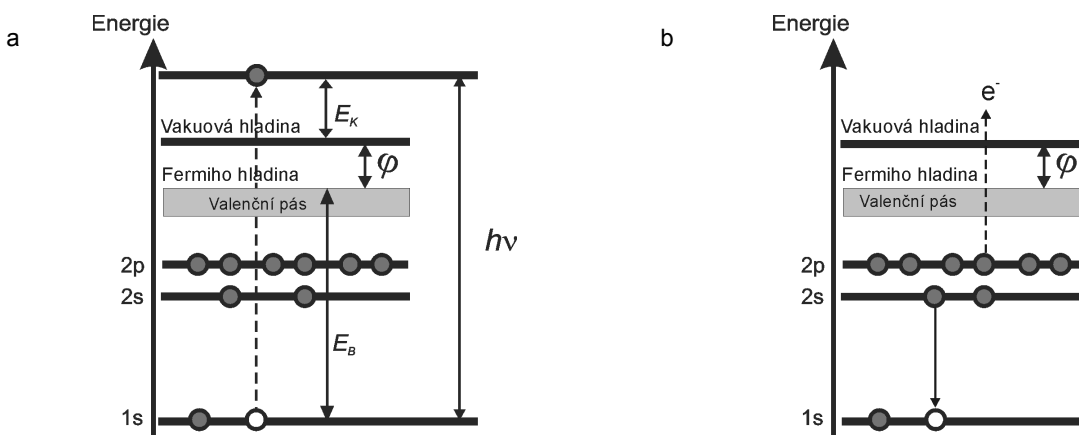 a
Energie
E_K
Vakuová hladina
φ
Fermiho hladina
Valenční pás
hν
2p
2s
E_B
1s
b
Energie
e⁻
Vakuová hladina
φ
Fermiho hladina
Valenční pás
2p
2s
1s